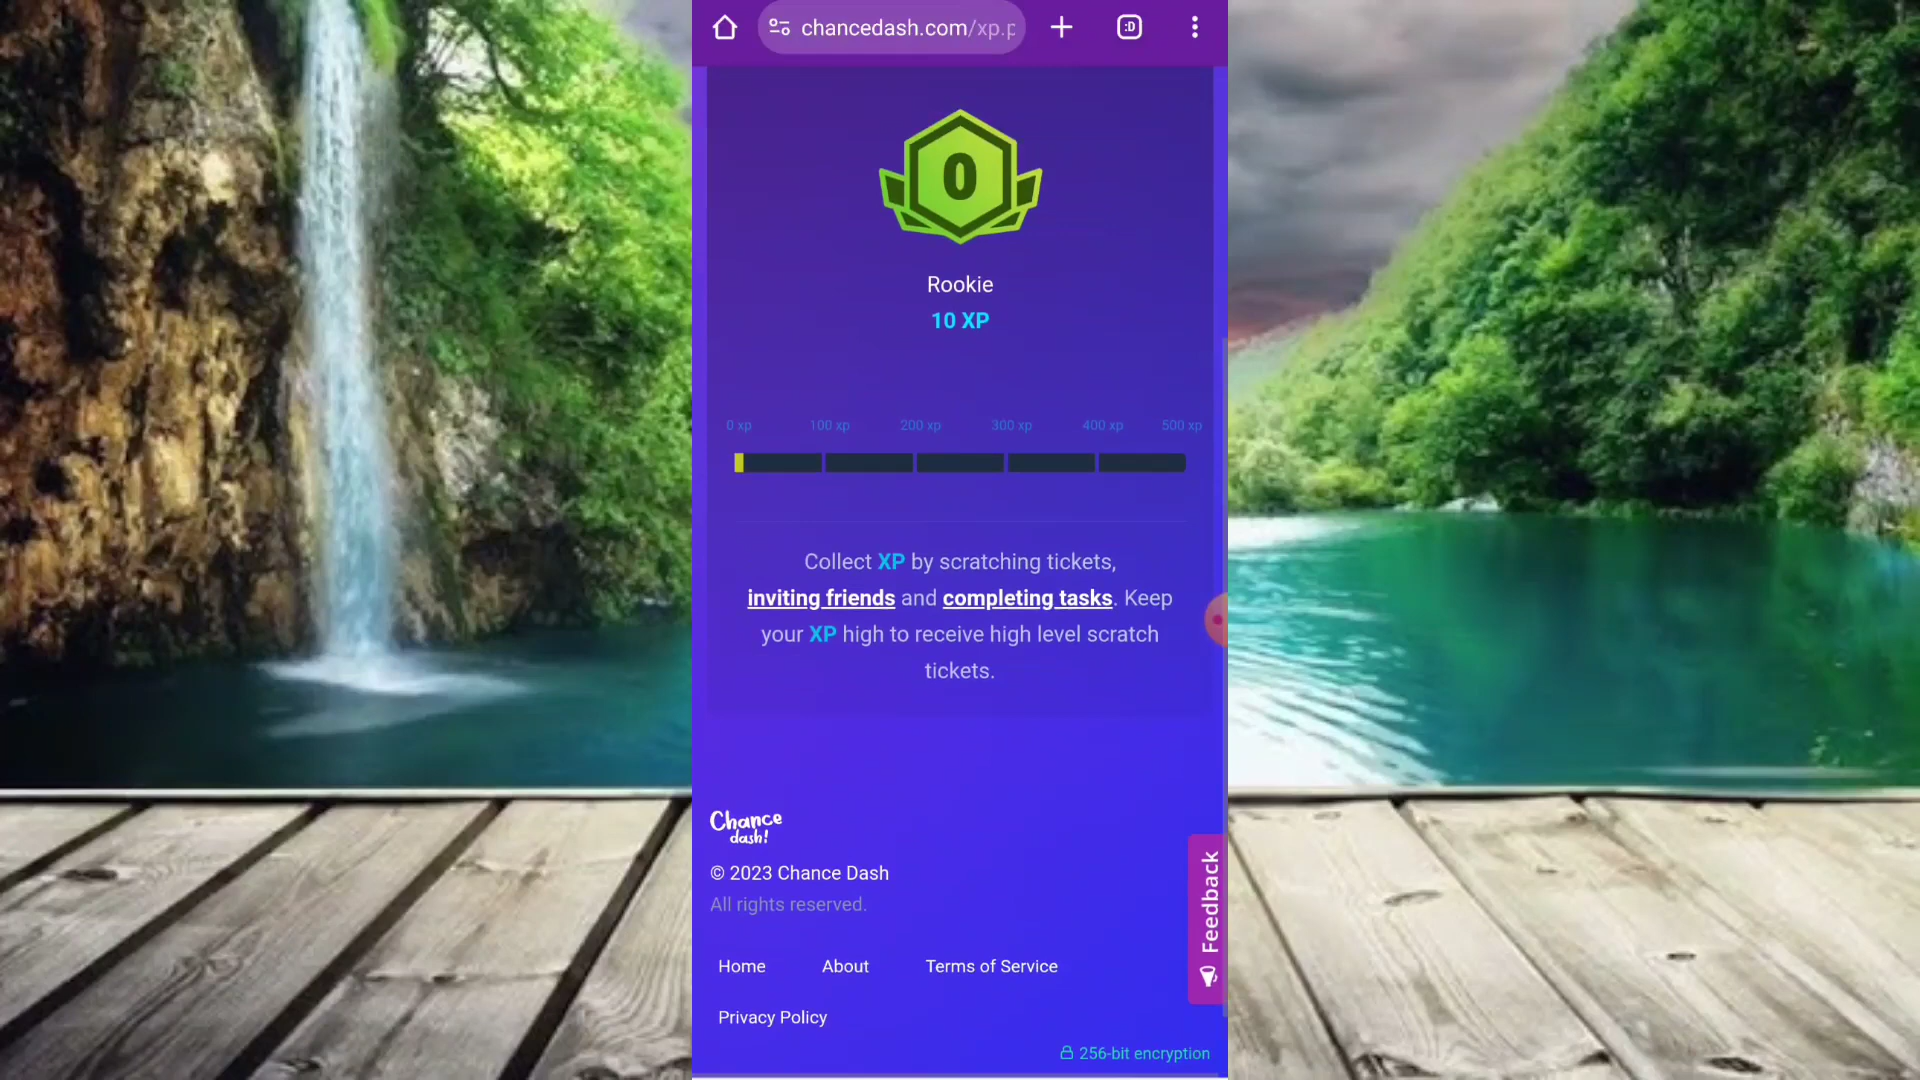 chancedash.com/xp.p
:D
0
Rookie
10 XP
0 xp 100 xp 200 xp 300 xp 400 xp 500 xp
Collect XP by scratching tickets,
inviting friends and completing tasks. Keep
your XP high to receive high level scratch
tickets.
Chance
dash!
© 2023 Chance Dash
All rights reserved.
Feedback
Home About Terms of Service
Privacy Policy
256-bit encryption